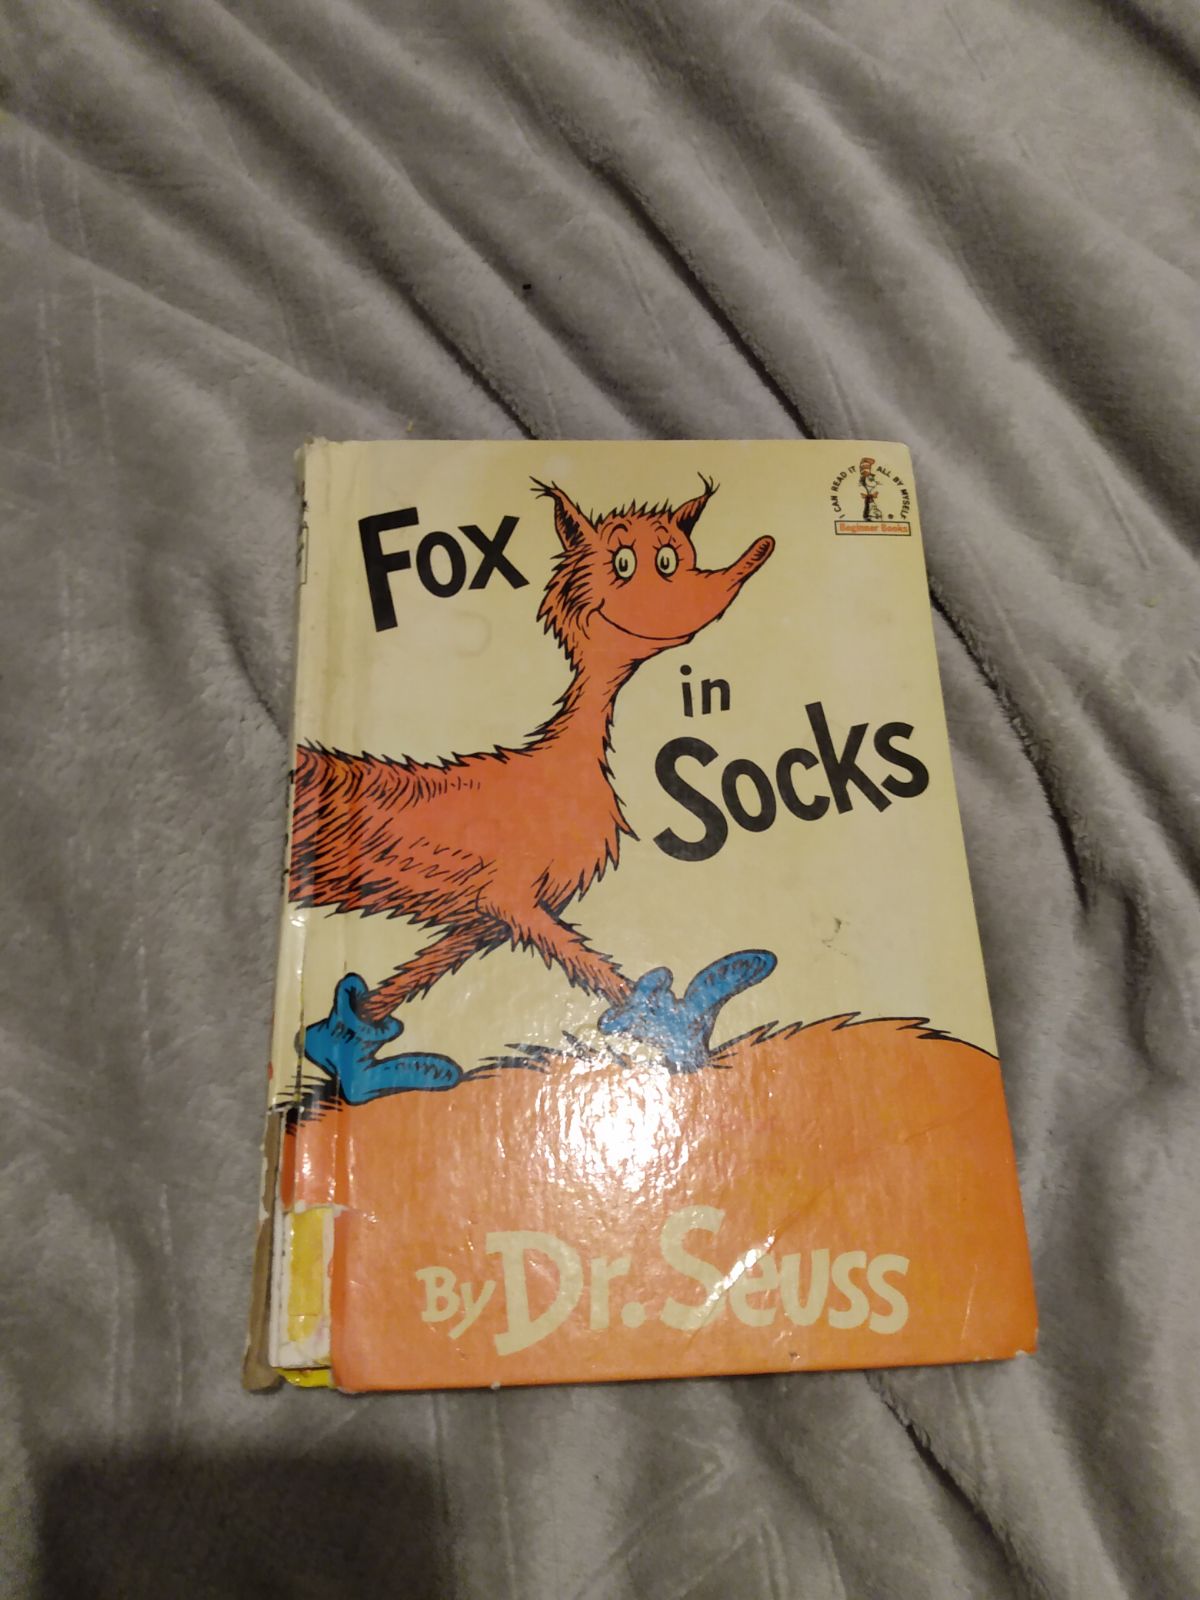 Fox
in
Socks
I CAN READ IT ALL BY MYSELF
Beginner Books
By Dr. Seuss